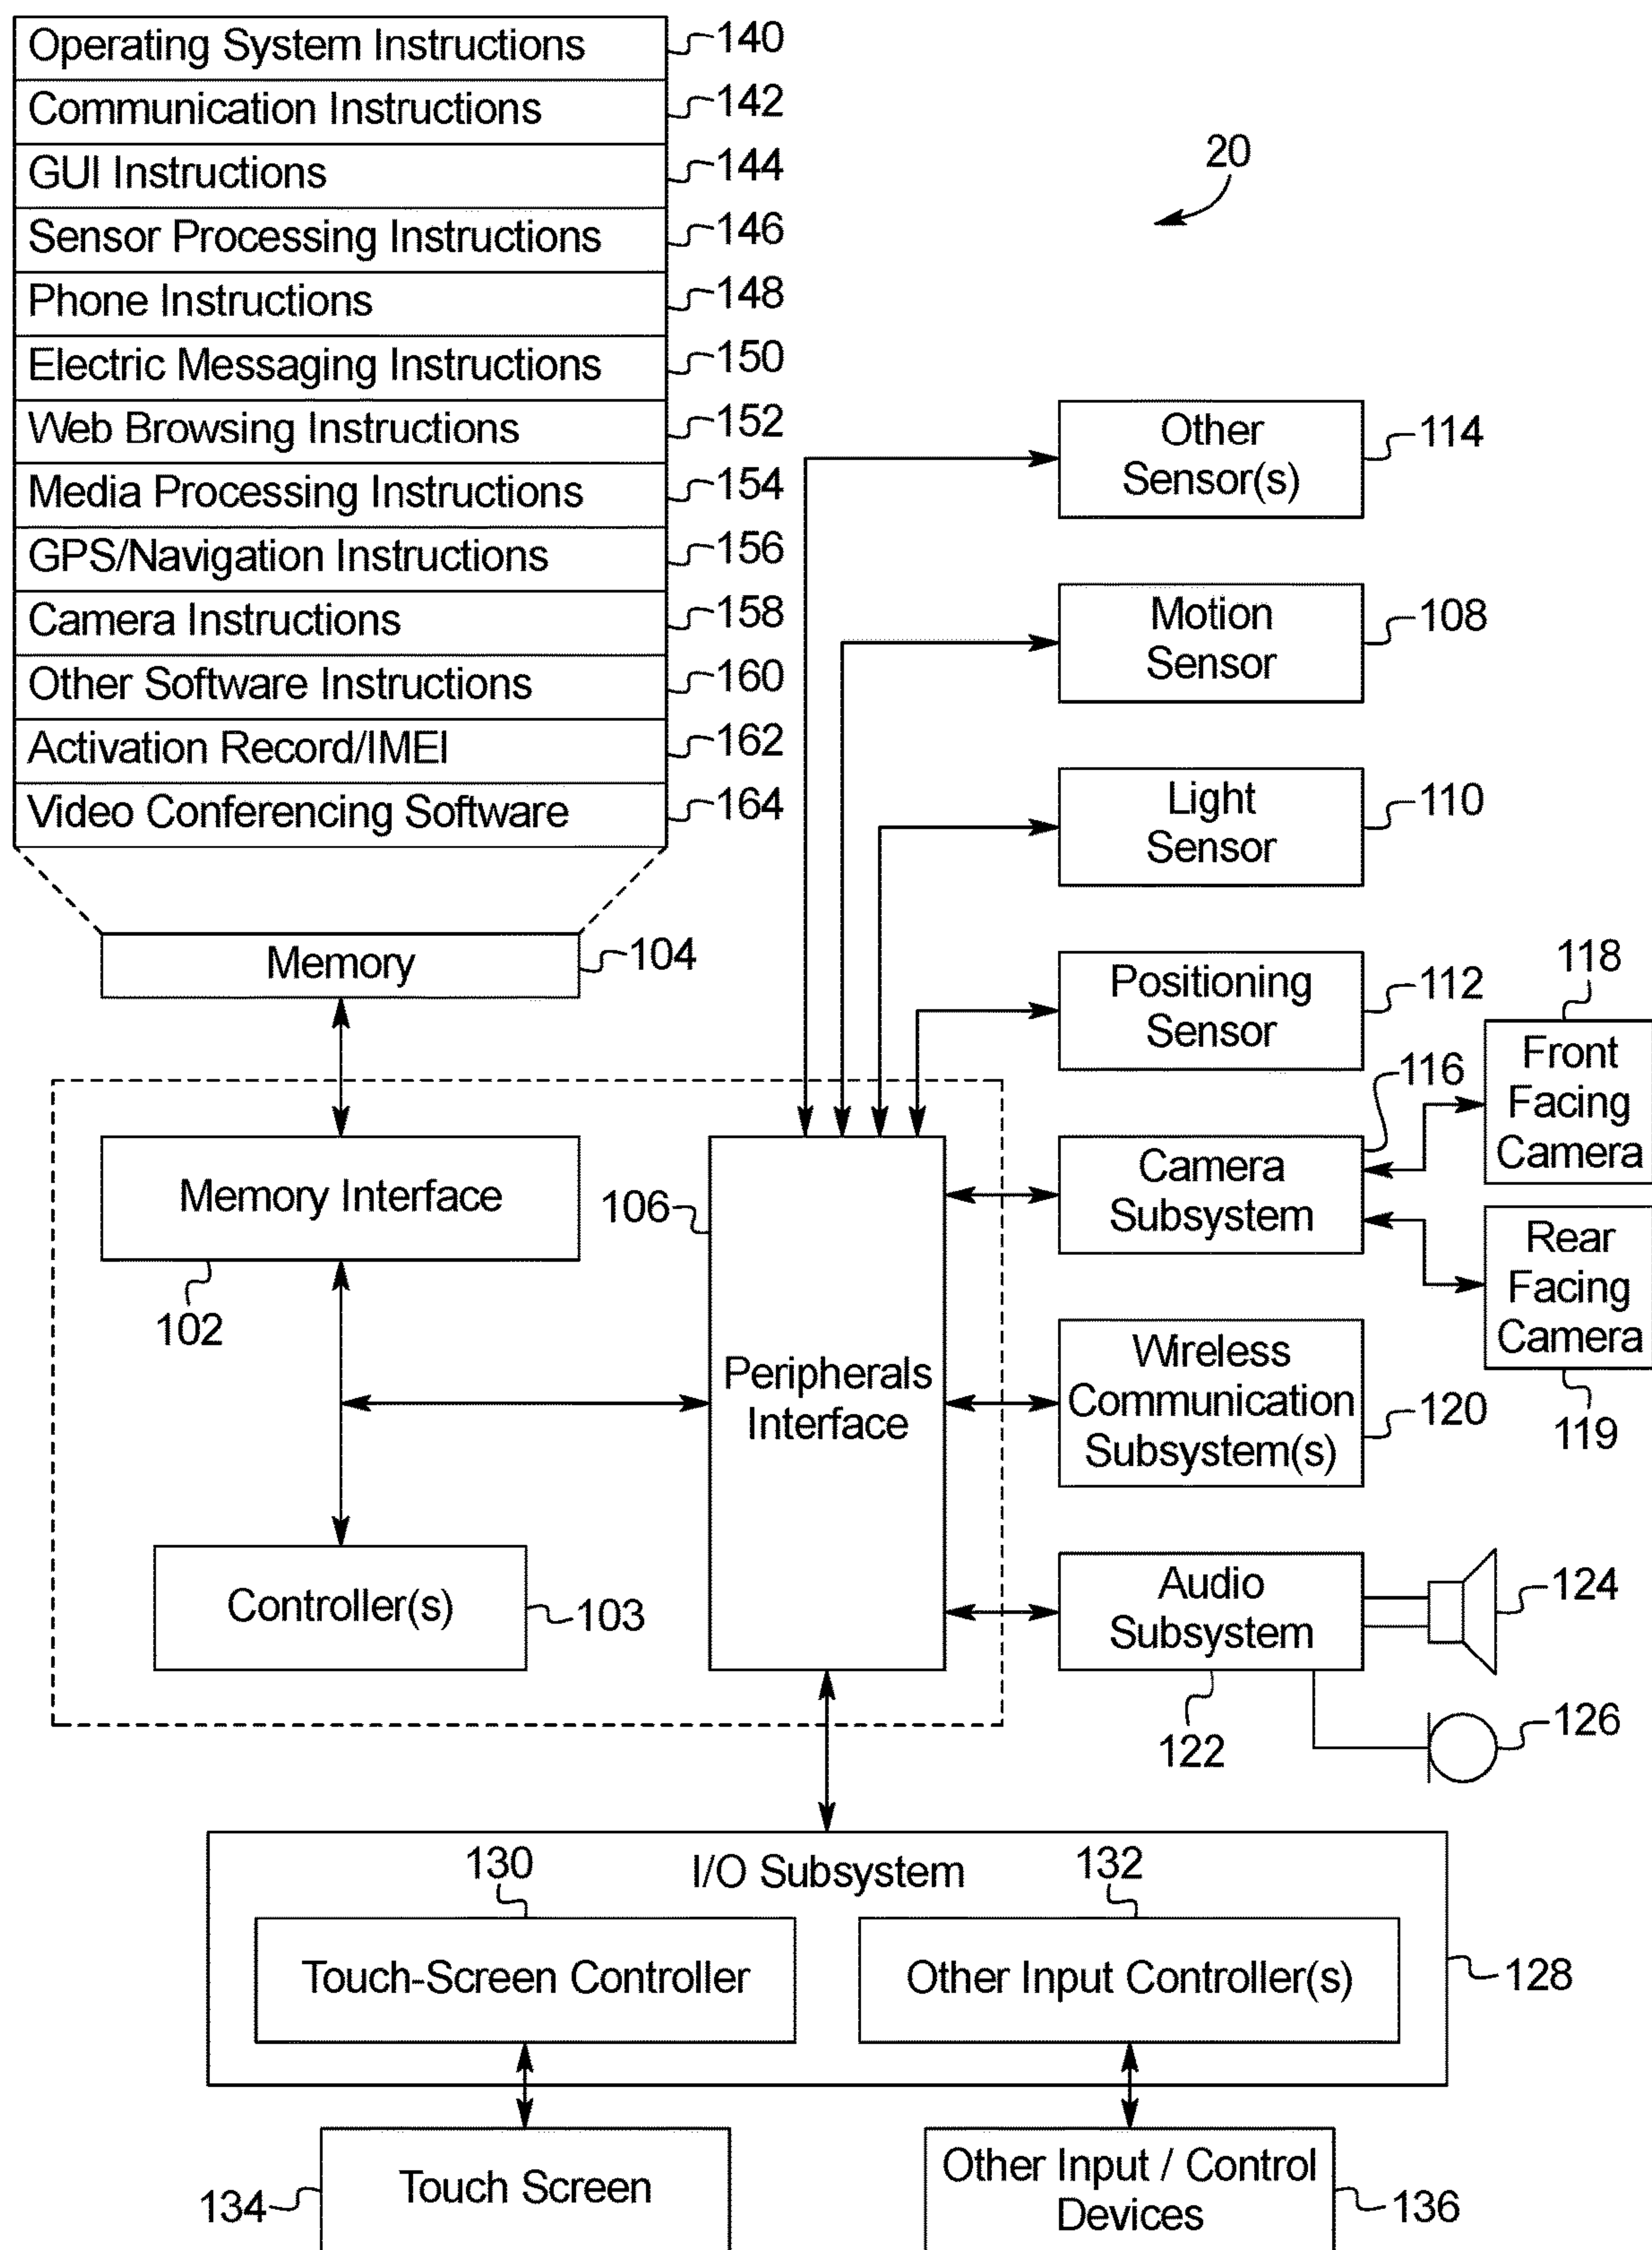 Operating System Instructions 140
Communication Instructions 142
GUI Instructions 144
Sensor Processing Instructions 146
Phone Instructions 148
Electric Messaging Instructions 150
Web Browsing Instructions 152
Media Processing Instructions 154
GPS/Navigation Instructions 156
Camera Instructions 158
Other Software Instructions 160
Activation Record/IMEI 162
Video Conferencing Software 164
20
Memory 104
Other
Sensor(s)
114
Motion
Sensor
108
Light
Sensor
110
Positioning
Sensor
112
116
118
Front
Facing
Camera
Memory Interface
102
106
Peripherals
Interface
Camera
Subsystem
Rear
Facing
Camera
119
Wireless
Communication
Subsystem(s)
120
Controller(s) 103
Audio
Subsystem
122
124
126
I/O Subsystem
130
132
Touch-Screen Controller
Other Input Controller(s)
128
Touch Screen
134
Other Input / Control
Devices
136